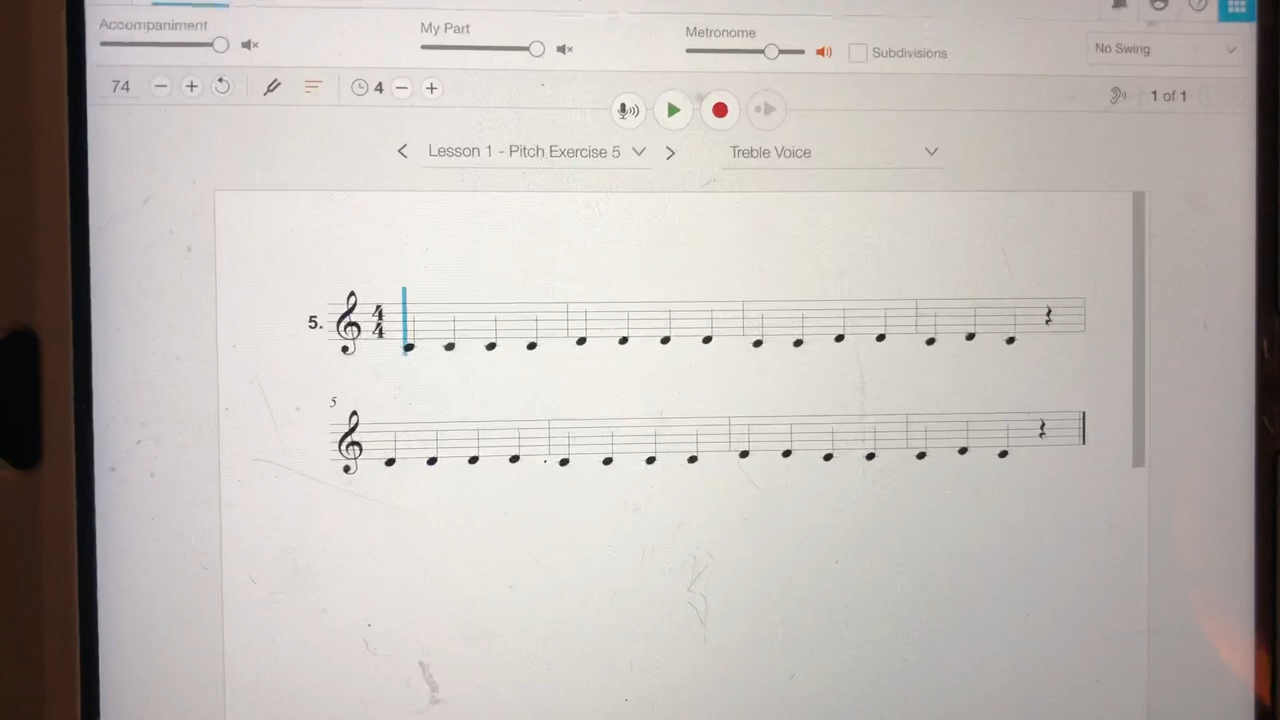 Accompaniment
My Part
Metronome
Subdivisions
No Swing
74
4
1 of 1
Lesson 1 - Pitch Exercise 5
Treble Voice
5.
4
4
5